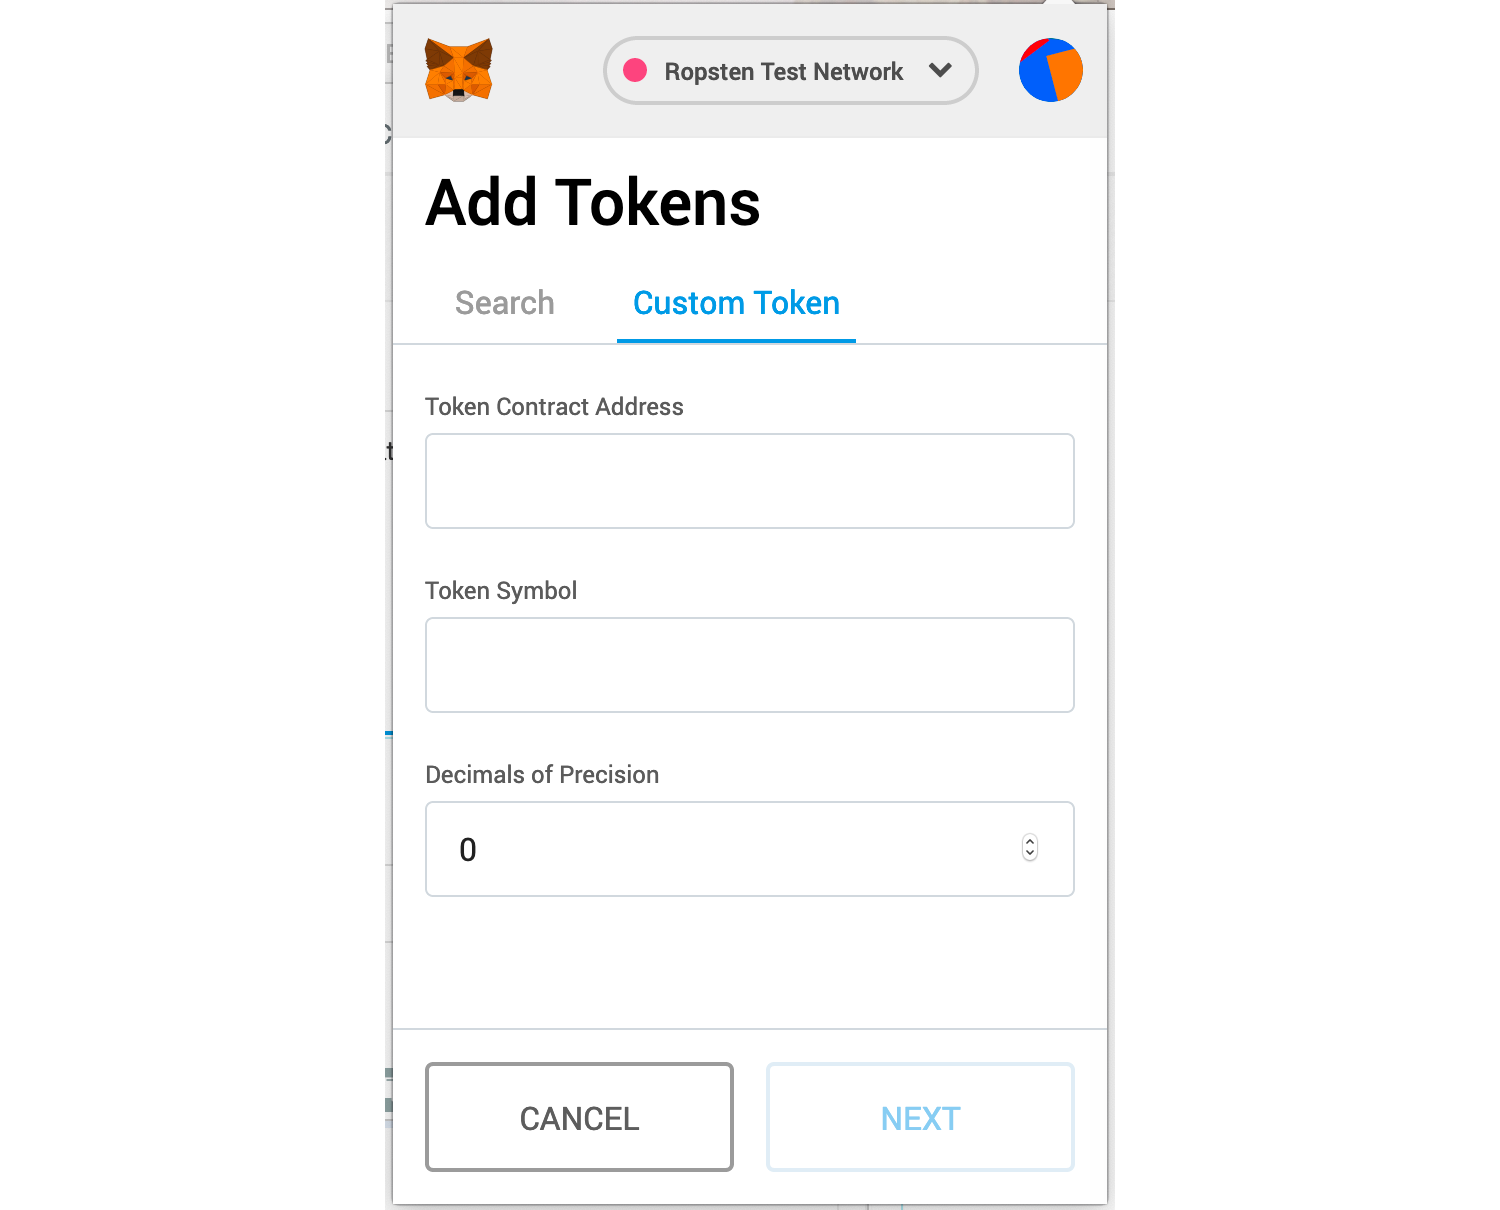 Ropsten Test Network
Add Tokens
Search Custom Token
Token Contract Address
Token Symbol
Decimals of Precision
0
CANCEL NEXT